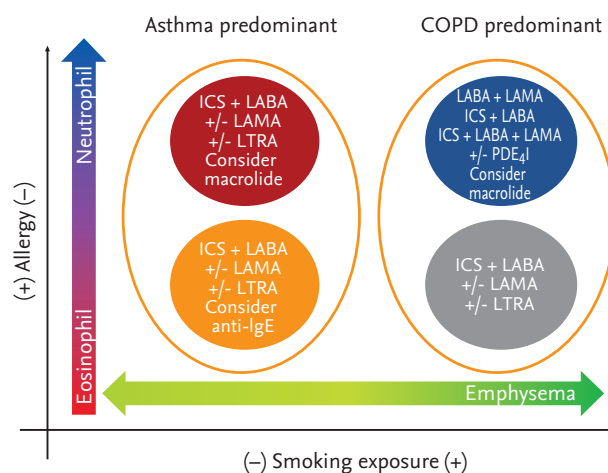 Asthma predominant
COPD predominant
(+) Allergy (–)
Neutrophil
Eosinophil
ICS + LABA
+/- LAMA
+/- LTRA
Consider
macrolide
LABA + LAMA
ICS + LABA
ICS + LABA + LAMA
+/- PDE₄I
Consider
macrolide
ICS + LABA
+/- LAMA
+/- LTRA
Consider
anti-IgE
ICS + LABA
+/- LAMA
+/- LTRA
Emphysema
(–) Smoking exposure (+)